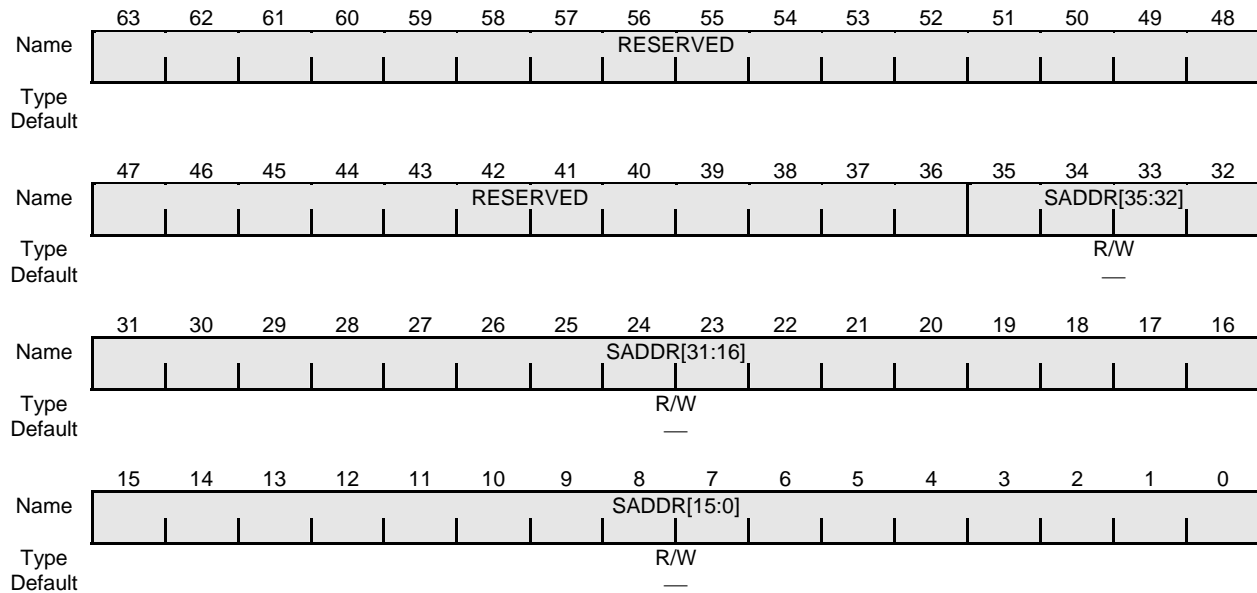 63 62 61 60 59 58 57 56 55 54 53 52 51 50 49 48
Name RESERVED
Type
Default
47 46 45 44 43 42 41 40 39 38 37 36 35 34 33 32
Name RESERVED SADDR[35:32]
Type R/W
Default —
31 30 29 28 27 26 25 24 23 22 21 20 19 18 17 16
Name SADDR[31:16]
Type R/W
Default —
15 14 13 12 11 10 9 8 7 6 5 4 3 2 1 0
Name SADDR[15:0]
Type R/W
Default —